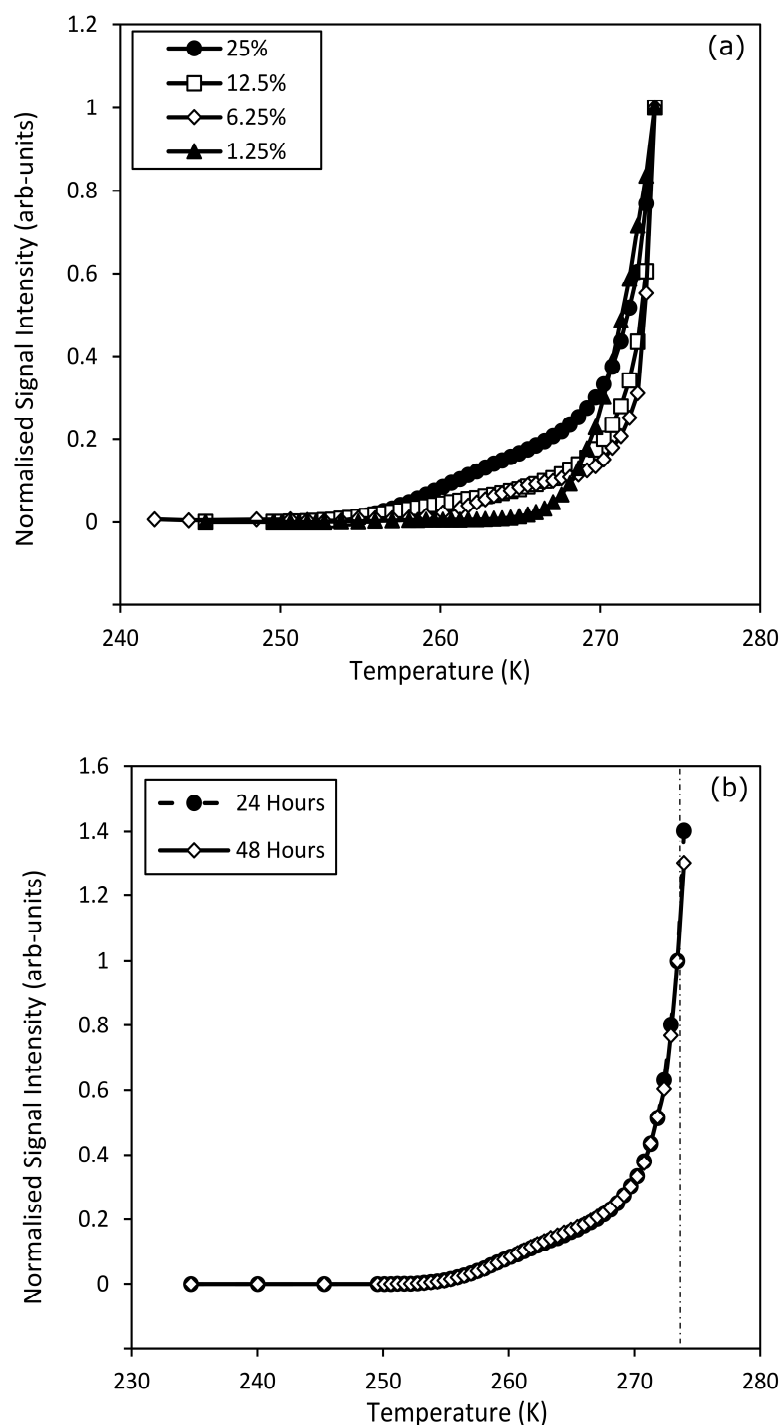 (a)
25%
12.5%
6.25%
1.25%
Normalised Signal Intensity (arb-units)
1.2
1
0.8
0.6
0.4
0.2
0
240 250 260 270 280
Temperature (K)
(b)
24 Hours
48 Hours
Normalised Signal Intensity (arb-units)
1.6
1.4
1.2
1
0.8
0.6
0.4
0.2
0
230 240 250 260 270 280
Temperature (K)